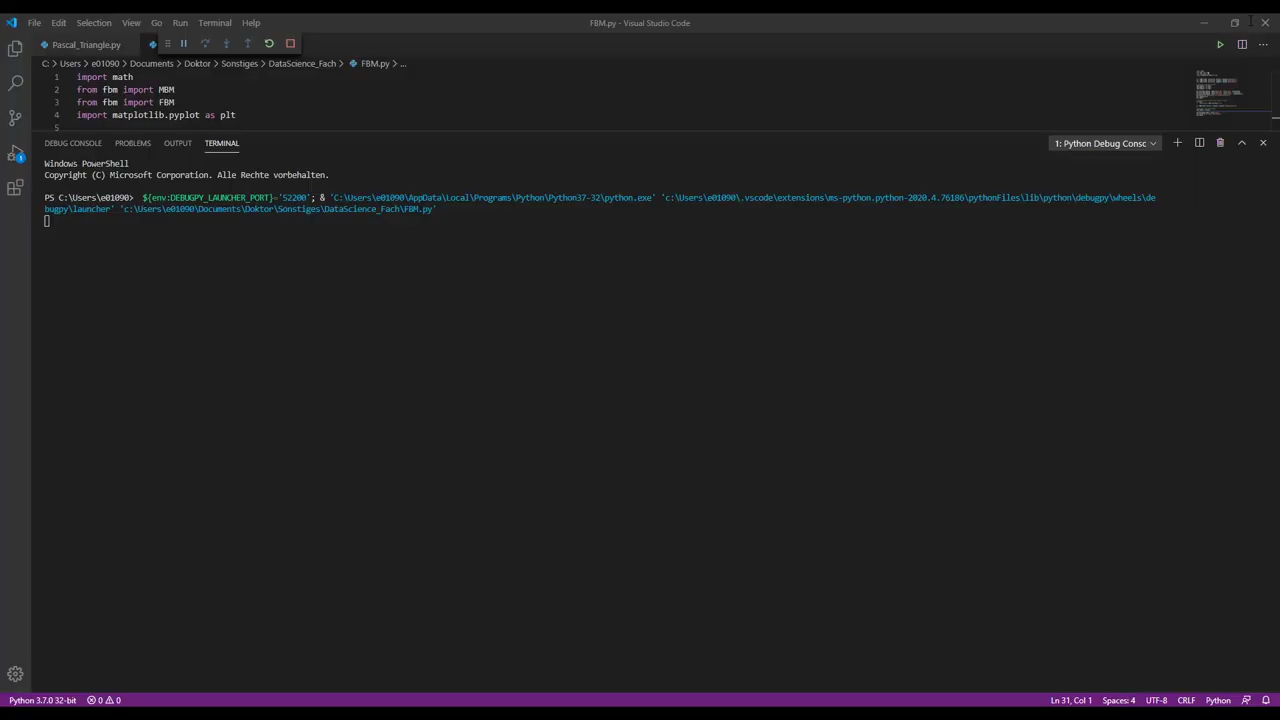 File Edit Selection View Go Run Terminal Help
FBM.py - Visual Studio Code
Pascal_Triangle.py
C: > Users > e01090 > Documents > Doktor > Sonstiges > DataScience_Fach > FBM.py > ...
1 import math
2 from fbm import MBM
3 from fbm import FBM
4 import matplotlib.pyplot as plt
5
DEBUG CONSOLE PROBLEMS OUTPUT TERMINAL
1: Python Debug Consc
Windows PowerShell
Copyright (C) Microsoft Corporation. Alle Rechte vorbehalten.
PS C:\Users\e01090> ${env:DEBUGPY_LAUNCHER_PORT}='52200'; & 'C:\Users\e01090\AppData\Local\Programs\Python\Python37-32\python.exe' 'c:\Users\e01090\.vscode\extensions\ms-python.python-2020.4.76186\pythonFiles\lib\python\debugpy\wheels\de
bugpy\launcher' 'c:\Users\e01090\Documents\Doktor\Sonstiges\DataScience_Fach\FBM.py'
1
Python 3.7.0 32-bit 0 0
Ln 31, Col 1 Spaces: 4 UTF-8 CRLF Python